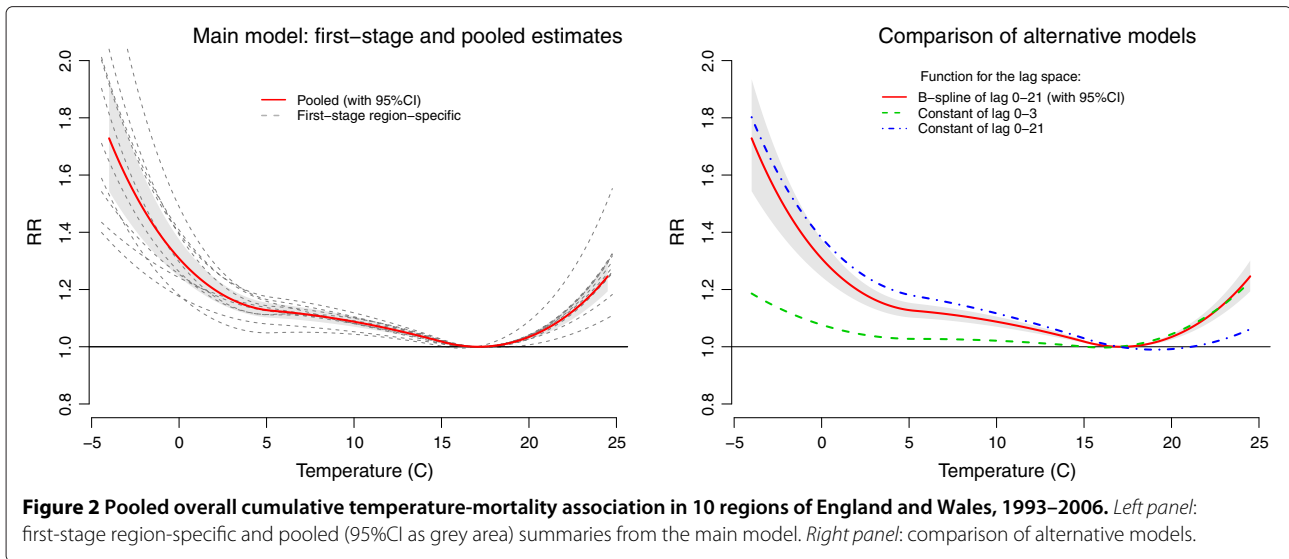 Main model: first−stage and pooled estimates
Pooled (with 95%CI)
First−stage region−specific
RR
2.0
1.8
1.6
1.4
1.2
1.0
0.8
−5 0 5 10 15 20 25
Temperature (C)
Comparison of alternative models
Function for the lag space:
B−spline of lag 0−21 (with 95%CI)
Constant of lag 0−3
Constant of lag 0−21
RR
2.0
1.8
1.6
1.4
1.2
1.0
0.8
−5 0 5 10 15 20 25
Temperature (C)
Figure 2 Pooled overall cumulative temperature-mortality association in 10 regions of England and Wales, 1993–2006. Left panel:
first-stage region-specific and pooled (95%CI as grey area) summaries from the main model. Right panel: comparison of alternative models.